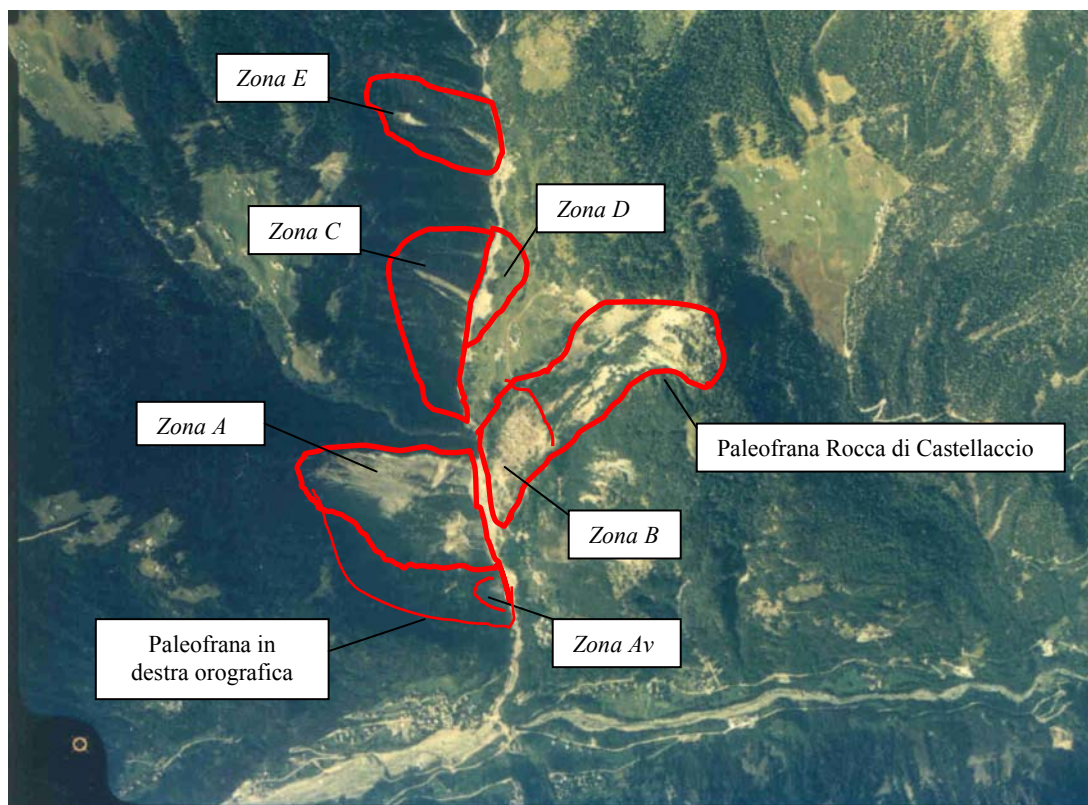 Zona E
Zona D
Zona C
Zona A
Paleofrana Rocca di Castellaccio
Zona B
Paleofrana in
destra orografica
Zona Av